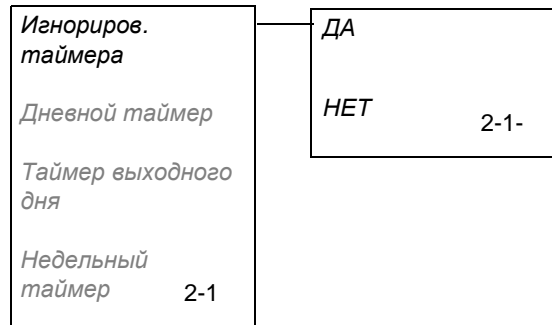 Игнориров.
таймера
Дневной таймер
Таймер выходного
дня
Недельный
таймер 2-1
ДА
НЕТ
2-1-